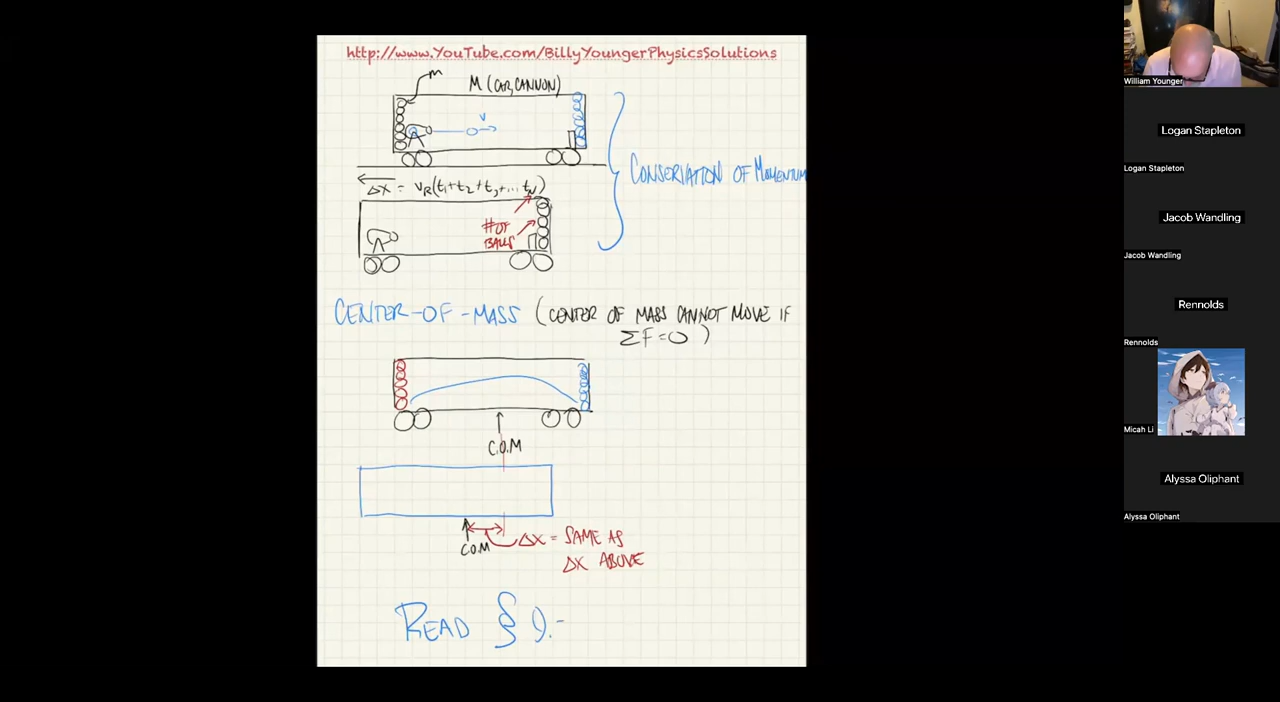 http://www.YouTube.com/BillyYoungerPhysicsSolutions
m
M (CAR, CANNON)
v
CONSERVATION OF MOMENTUM
Δx = vR(t1+t2+t3+...tN)
# OF
BALLS
CENTER-OF-MASS (CENTER OF MASS CANNOT MOVE IF
ΣF=0)
C.O.M
C.O.M
Δx = SAME AS
Δx ABOVE
READ §
William Younger
Logan Stapleton
Logan Stapleton
Jacob Wandling
Jacob Wandling
Rennolds
Rennolds
Micah Li
Alyssa Oliphant
Alyssa Oliphant